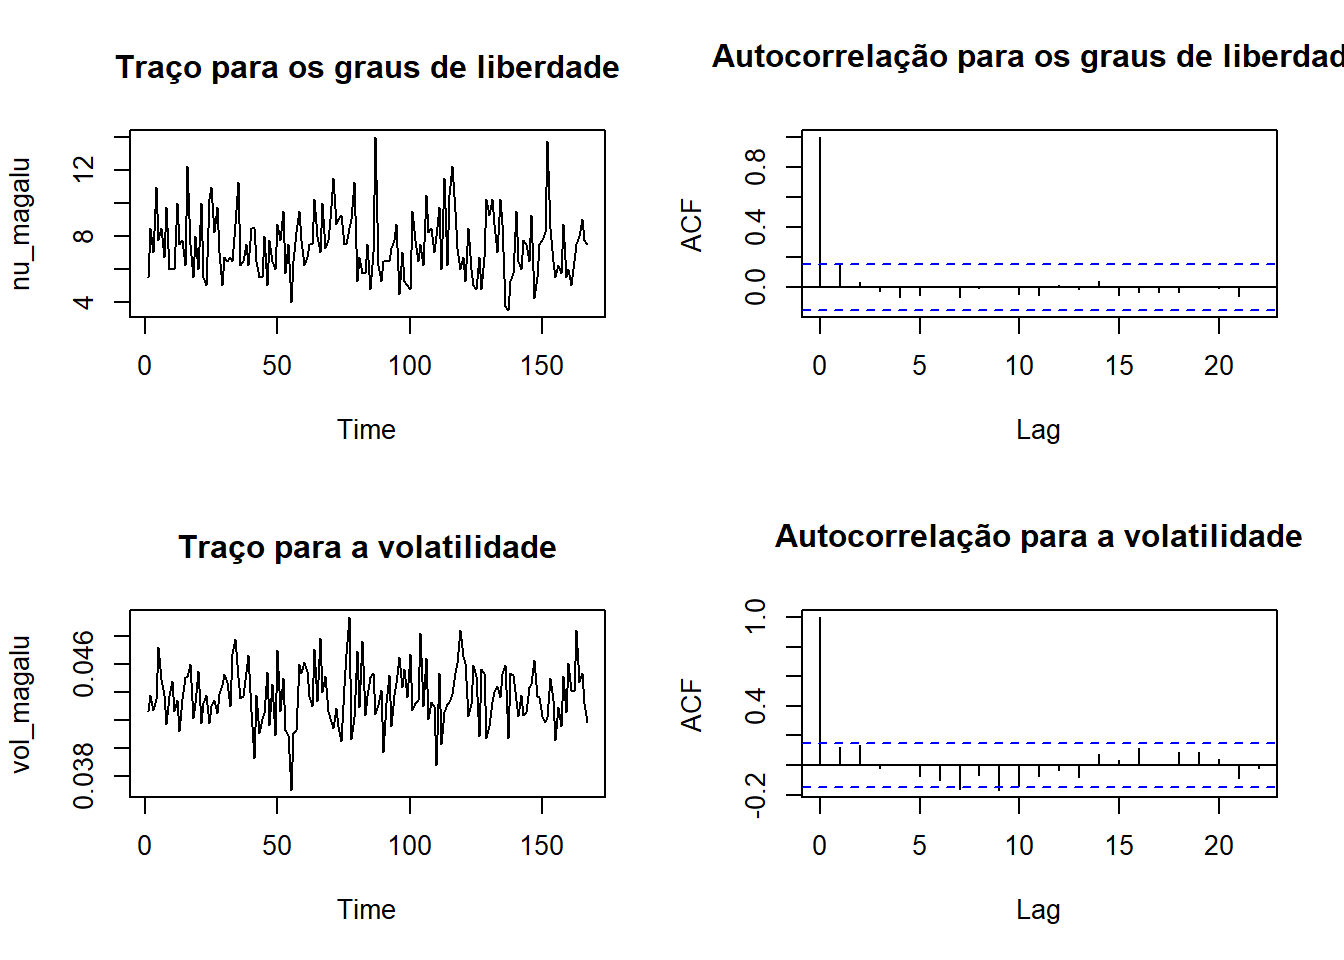 Traço para os graus de liberdade
nu_magalu
4 8 12
0 50 100 150
Time
Autocorrelação para os graus de liberdad
ACF
0.0 0.4 0.8
0 5 10 15 20
Lag
Traço para a volatilidade
vol_magalu
0.038 0.046
0 50 100 150
Time
Autocorrelação para a volatilidade
ACF
-0.2 0.4 1.0
0 5 10 15 20
Lag